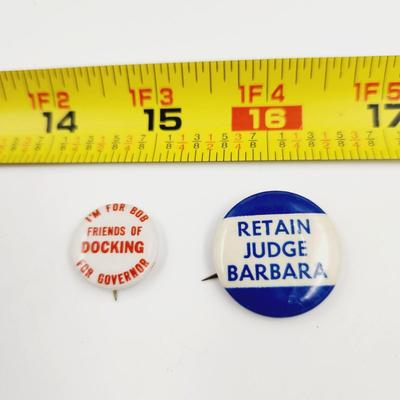 1F2 1F3 1F4 1F5
14 15 16 17
I'M FOR BOB
FRIENDS OF
DOCKING
FOR GOVERNOR
RETAIN
JUDGE
BARBARA